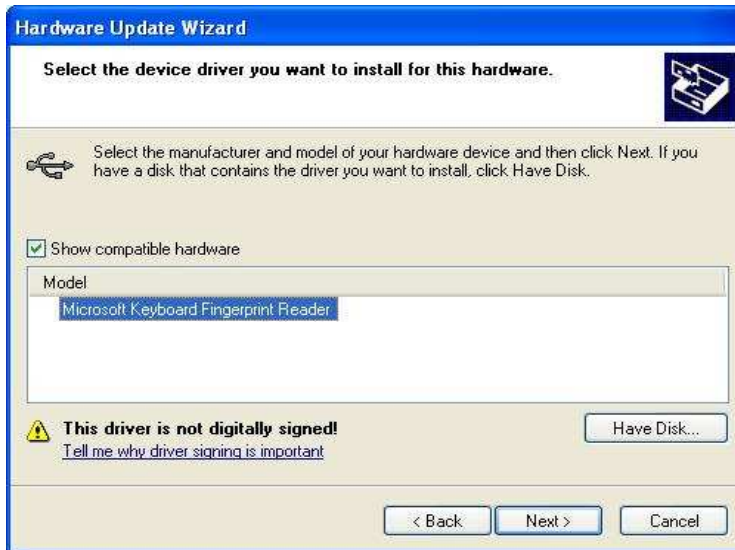 Hardware Update Wizard
Select the device driver you want to install for this hardware.
Select the manufacturer and model of your hardware device and then click Next. If you
have a disk that contains the driver you want to install, click Have Disk.
Show compatible hardware
Model
Microsoft Keyboard Fingerprint Reader
This driver is not digitally signed!
Have Disk...
Tell me why driver signing is important
< Back Next > Cancel